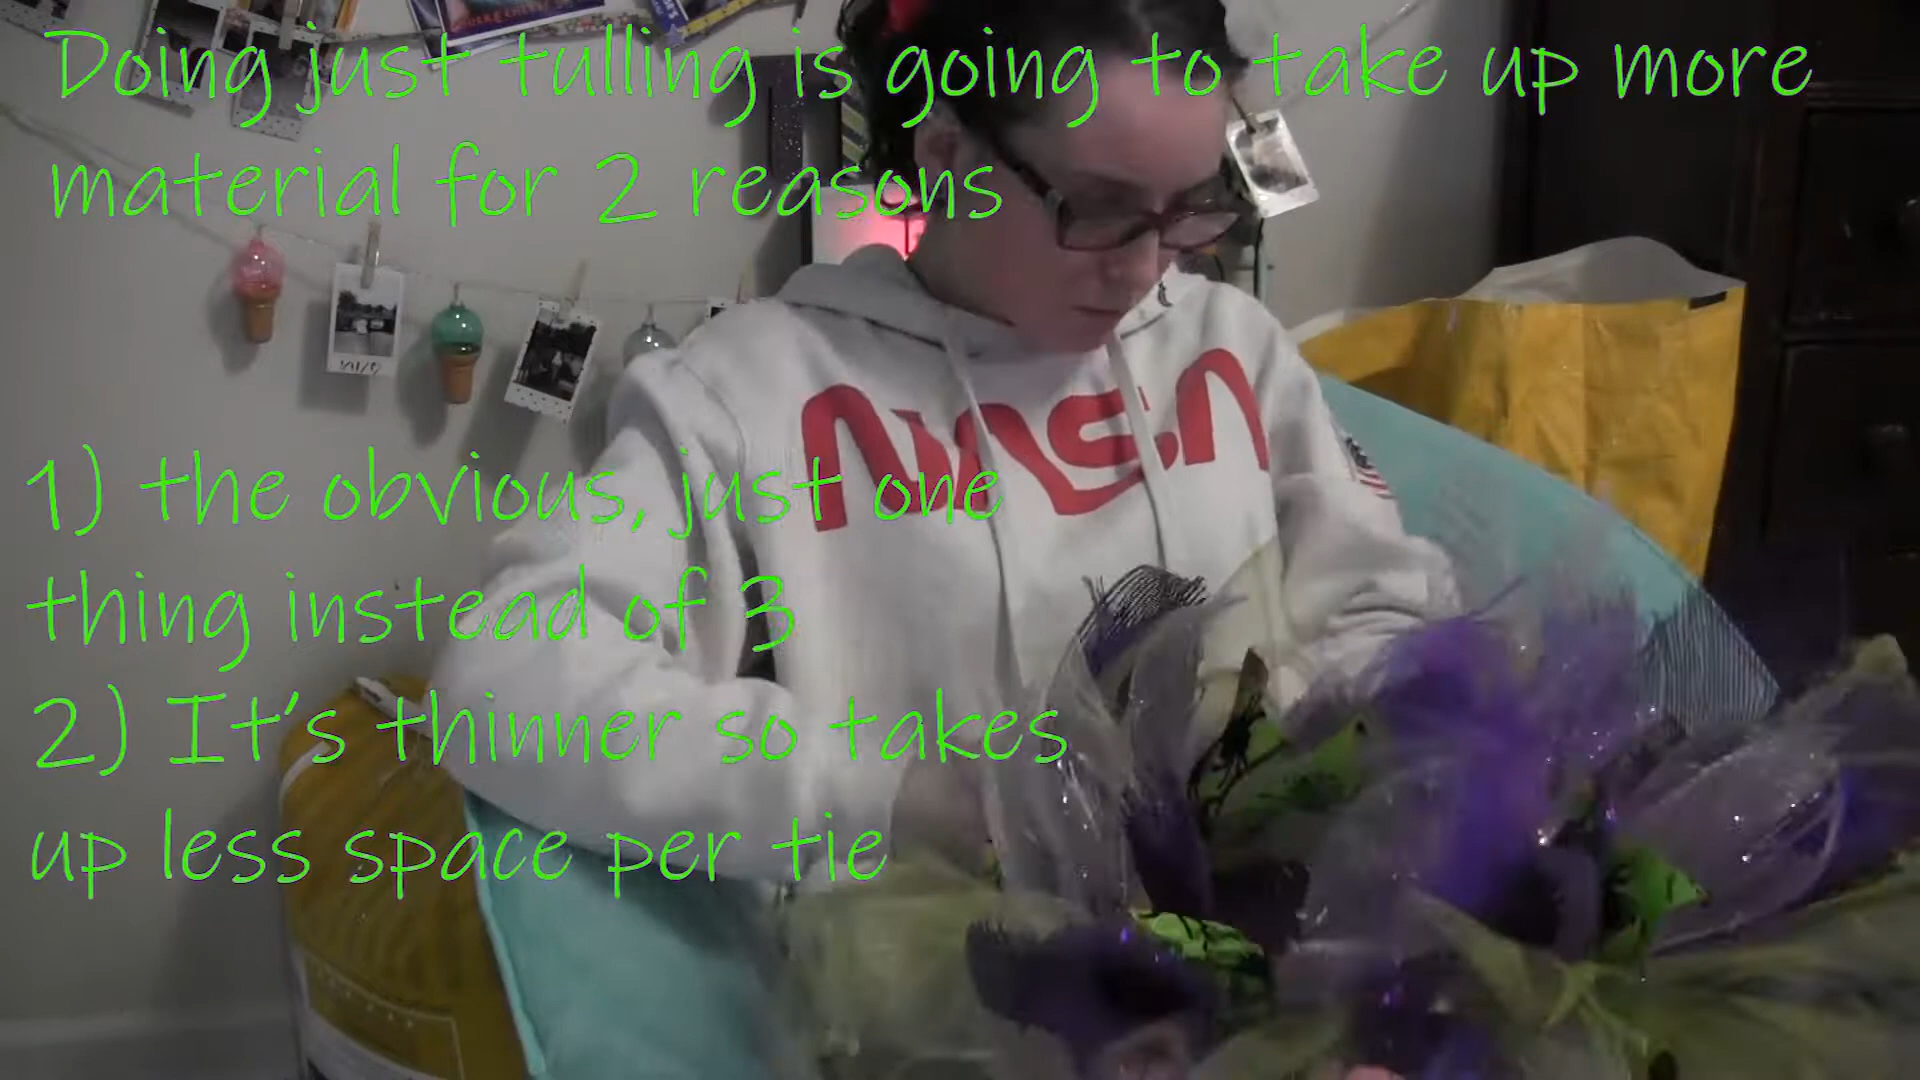 Doing just tulling is going to take up more
material for 2 reasons
NASA
1) the obvious, just one
thing instead of 3
2) It's thinner so takes
up less space per tie